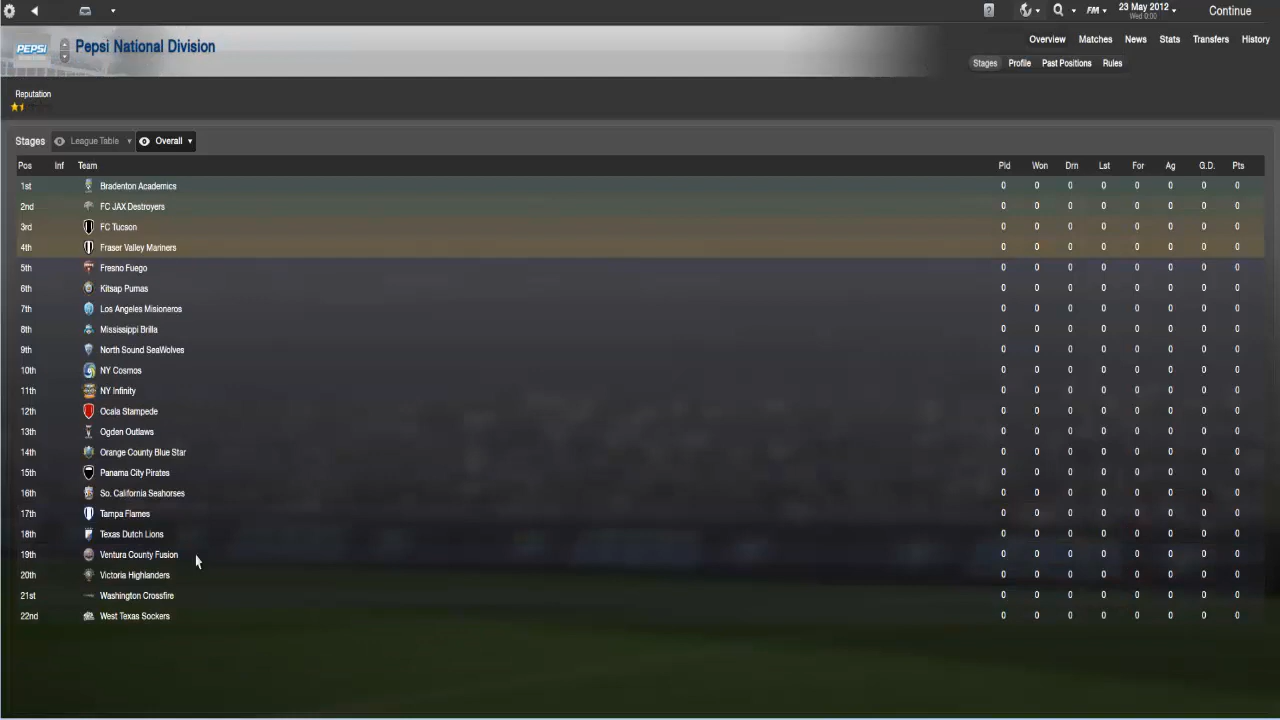 ? FM 23 May 2012 Continue
Wed 0:00
PEPSI Pepsi National Division Overview Matches News Stats Transfers History
Stages Profile Past Positions Rules
Reputation
Stages League Table Overall
Pos Inf Team Pld Won Drn Lst For Ag G.D. Pts
1st Bradenton Academics 0 0 0 0 0 0 0 0
2nd FC JAX Destroyers 0 0 0 0 0 0 0 0
3rd FC Tucson 0 0 0 0 0 0 0 0
4th Fraser Valley Mariners 0 0 0 0 0 0 0 0
5th Fresno Fuego 0 0 0 0 0 0 0 0
6th Kitsap Pumas 0 0 0 0 0 0 0 0
7th Los Angeles Misioneros 0 0 0 0 0 0 0 0
8th Mississippi Brilla 0 0 0 0 0 0 0 0
9th North Sound SeaWolves 0 0 0 0 0 0 0 0
10th NY Cosmos 0 0 0 0 0 0 0 0
11th NY Infinity 0 0 0 0 0 0 0 0
12th Ocala Stampede 0 0 0 0 0 0 0 0
13th Ogden Outlaws 0 0 0 0 0 0 0 0
14th Orange County Blue Star 0 0 0 0 0 0 0 0
15th Panama City Pirates 0 0 0 0 0 0 0 0
16th So. California Seahorses 0 0 0 0 0 0 0 0
17th Tampa Flames 0 0 0 0 0 0 0 0
18th Texas Dutch Lions 0 0 0 0 0 0 0 0
19th Ventura County Fusion 0 0 0 0 0 0 0 0
20th Victoria Highlanders 0 0 0 0 0 0 0 0
21st Washington Crossfire 0 0 0 0 0 0 0 0
22nd West Texas Sockers 0 0 0 0 0 0 0 0